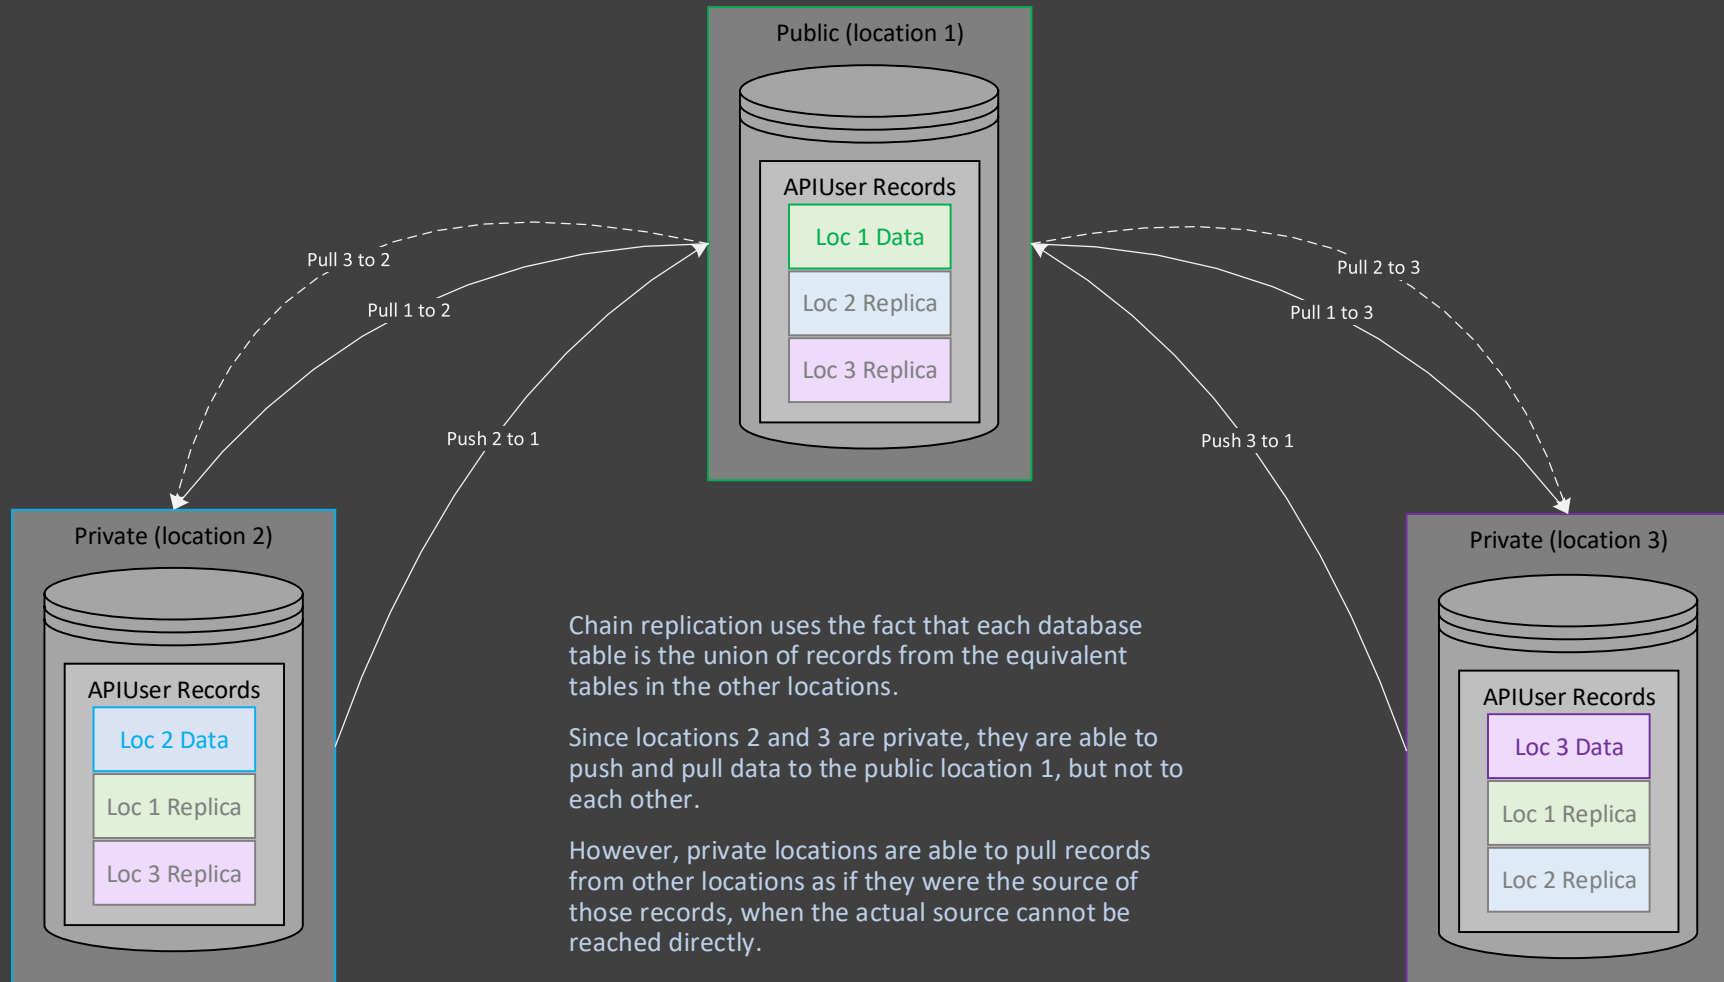 Public (location 1)
APIUser Records
Loc 1 Data
Loc 2 Replica
Loc 3 Replica
Pull 3 to 2
Pull 1 to 2
Push 2 to 1
Pull 2 to 3
Pull 1 to 3
Push 3 to 1
Private (location 2)
APIUser Records
Loc 2 Data
Loc 1 Replica
Loc 3 Replica
Chain replication uses the fact that each database
table is the union of records from the equivalent
tables in the other locations.
Since locations 2 and 3 are private, they are able to
push and pull data to the public location 1, but not to
each other.
However, private locations are able to pull records
from other locations as if they were the source of
those records, when the actual source cannot be
reached directly.
Private (location 3)
APIUser Records
Loc 3 Data
Loc 1 Replica
Loc 2 Replica